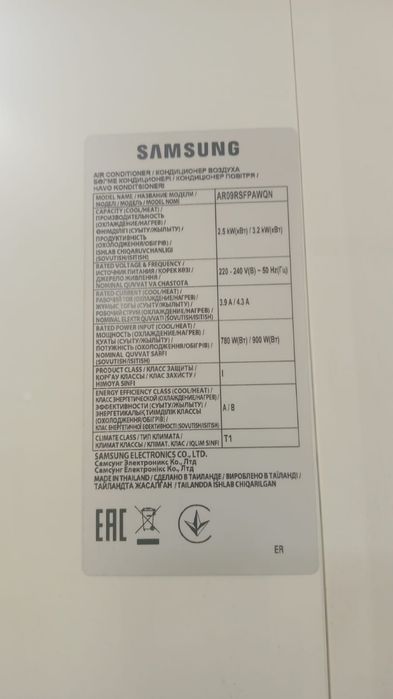 SAMSUNG
AIR CONDITIONER / КОНДИЦИОНЕР ВОЗДУХА
БӨЛМЕ КОНДИЦИОНЕРІ / КОНДИЦІОНЕР ПОВІТРЯ /
HAVO KONDITSIONERI
MODEL NAME / НАЗВАНИЕ МОДЕЛИ / AR09RSFPAWQN
МОДЕЛІ / МОДЕЛЬ / MODEL NOMI
CAPACITY (COOL/HEAT) /
ПРОИЗВОДИТЕЛЬНОСТЬ
(ОХЛАЖДЕНИЕ/НАГРЕВ) /
ӨНІМДІЛІГІ (СУЫТУ/ЖЫЛЫТУ) / 2.5 kW(кВт) / 3.2 kW(кВт)
ПРОДУКТИВНІСТЬ
(ОХОЛОДЖЕННЯ/ОБІГРІВ) /
ISHLAB CHIQARUVCHANLIGI
(SOVUTISH/ISITISH)
RATED VOLTAGE & FREQUENCY /
ИСТОЧНИК ПИТАНИЯ / КОРЕК КӨЗІ / 220 - 240 V(В) ~ 50 Hz(Гц)
ДЖЕРЕЛО ЖИВЛЕННЯ /
NOMINAL QUVVAT VA CHASTOTA
RATED CURRENT (COOL/HEAT) /
РАБОЧИЙ ТОК (ОХЛАЖДЕНИЕ/НАГРЕВ) /
ЖҰМЫС ТОГЫ (СУЫТУ/ЖЫЛЫТУ) / 3.9 A / 4.3 A
РОБОЧИЙ СТРУМ (ОХОЛОДЖЕННЯ/ОБІГРІВ) /
NOMINAL ELEKTR QUVVATI (SOVUTISH/ISITISH)
RATED POWER INPUT (COOL/HEAT) /
МОЩНОСТЬ (ОХЛАЖДЕНИЕ/НАГРЕВ) /
КУАТЫ (СУЫТУ/ЖЫЛЫТУ) / 780 W(Вт) / 900 W(Вт)
ПОТУЖНІСТЬ (ОХОЛОДЖЕННЯ/ОБІГРІВ) /
NOMINAL QUVVAT SARFI
(SOVUTISH/ISITISH)
PRODUCT CLASS / КЛАСС ЗАЩИТЫ /
ҚОРҒАУ КЛАССЫ / КЛАС ЗАХИСТУ / I
HIMOYA SINFI
ENERGY EFFICIENCY CLASS (COOL/HEAT) /
КЛАСС ЭНЕРГЕТИЧЕСКОЙ (ОХЛАЖДЕНИЕ/НАГРЕВ)
ЭФФЕКТИВНОСТИ (СУЫТУ/ЖЫЛЫТУ) / A / B
ЭНЕРГЕТИКАЛЫҚ ТИІМДІЛІК КЛАССЫ
(ОХОЛОДЖЕННЯ/ОБІГРІВ) /
КЛАС ЕНЕРГЕТИЧНОЇ ЕФЕКТИВНОСТІ (SOVUTISH/ISITISH)
CLIMATE CLASS / ТИП КЛИМАТА / T1
КЛИМАТ КЛАССЫ / КЛІМАТ. КЛАС / IQLIM SINFI
SAMSUNG ELECTRONICS CO., LTD.
Самсунг Электроникс Ко., Лтд
Самсунг Електронікс Ко., Лтд
MADE IN THAILAND / СДЕЛАНО В ТАИЛАНДЕ / ВИРОБЛЕНО В ТАЇЛАНДІ /
ТАЙЛАНДТА ЖАСАЛҒАН / TAILANDDA ISHLAB CHIQARILGAN
EAC
ER